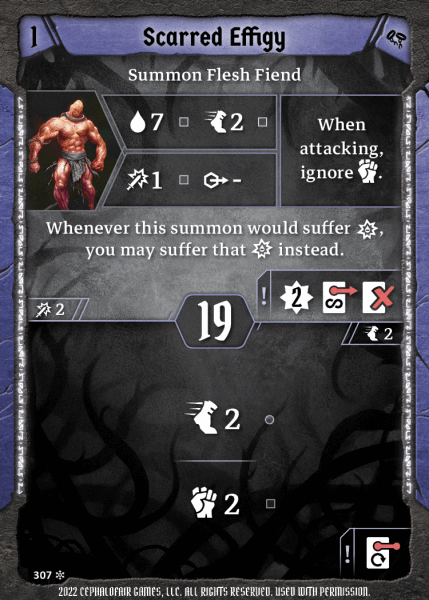 1
Scarred Effigy
Summon Flesh Fiend
7 2
1 -
When
attacking,
ignore .
Whenever this summon would suffer ,
you may suffer that instead.
! 2
2
19
2
2
2
!
307
2022 CEPHALOFAIR GAMES, LLC. ALL RIGHTS RESERVED. USED WITH PERMISSION.